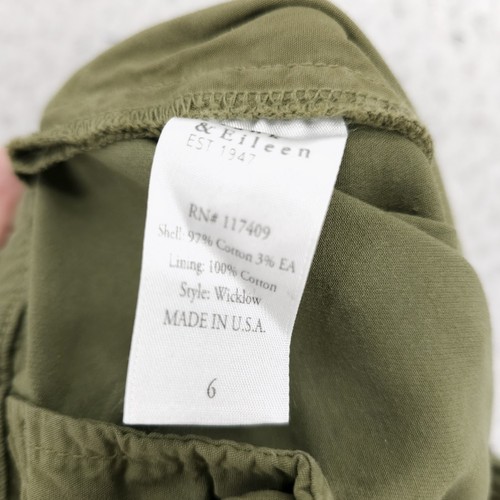 & Eileen
EST 1947
RN# 117409
Shell: 97% Cotton 3% EA
Lining: 100% Cotton
Style: Wicklow
MADE IN U.S.A.
6